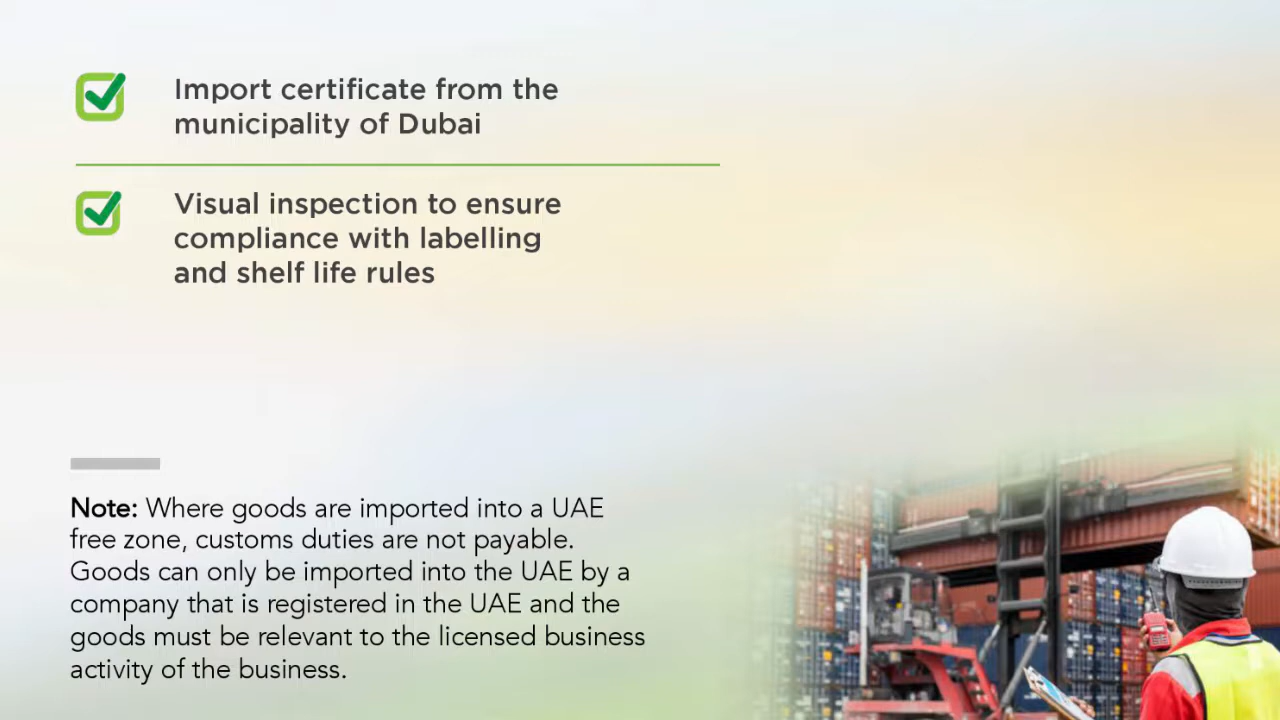 Import certificate from the
municipality of Dubai
Visual inspection to ensure
compliance with labelling
and shelf life rules
Note: Where goods are imported into a UAE
free zone, customs duties are not payable.
Goods can only be imported into the UAE by a
company that is registered in the UAE and the
goods must be relevant to the licensed business
activity of the business.